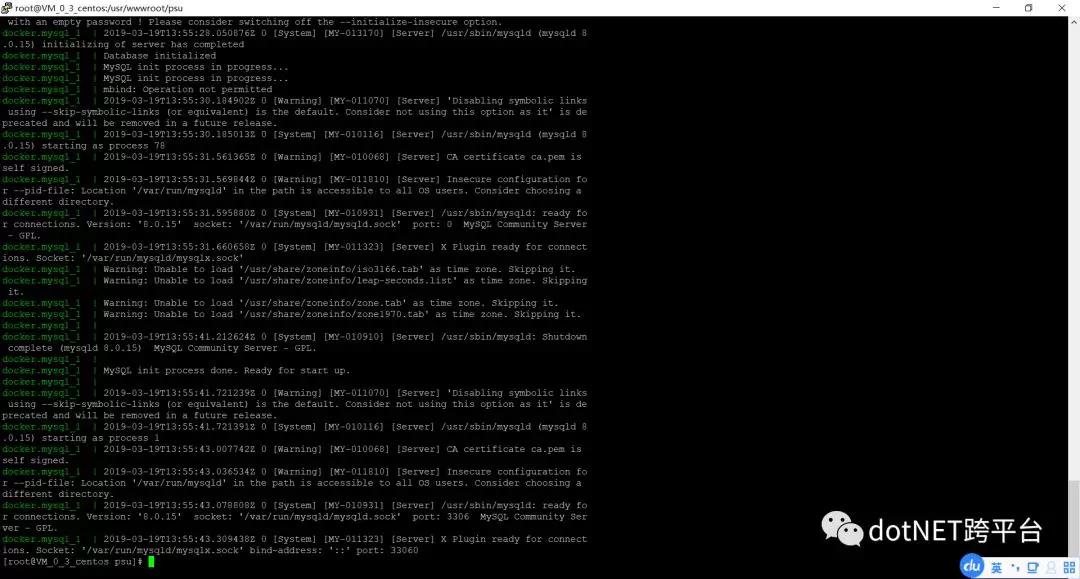 root@VM_0_3_centos:/usr/wwwroot/psu
with an empty password ! Please consider switching off the --initialize-insecure option.
docker.mysql_1 | 2019-03-19T13:55:28.050876Z 0 [System] [MY-013170] [Server] /usr/sbin/mysqld (mysqld 8
.0.15) initializing of server has completed
docker.mysql_1 | Database initialized
docker.mysql_1 | MySQL init process in progress...
docker.mysql_1 | MySQL init process in progress...
docker.mysql_1 | mbind: Operation not permitted
docker.mysql_1 | 2019-03-19T13:55:30.184902Z 0 [Warning] [MY-011070] [Server] 'Disabling symbolic links
using --skip-symbolic-links (or equivalent) is the default. Consider not using this option as it' is de
precated and will be removed in a future release.
docker.mysql_1 | 2019-03-19T13:55:30.185013Z 0 [System] [MY-010116] [Server] /usr/sbin/mysqld (mysqld 8
.0.15) starting as process 78
docker.mysql_1 | 2019-03-19T13:55:31.561365Z 0 [Warning] [MY-010068] [Server] CA certificate ca.pem is
self signed.
docker.mysql_1 | 2019-03-19T13:55:31.569844Z 0 [Warning] [MY-011810] [Server] Insecure configuration fo
r --pid-file: Location '/var/run/mysqld' in the path is accessible to all OS users. Consider choosing a
different directory.
docker.mysql_1 | 2019-03-19T13:55:31.595880Z 0 [System] [MY-010931] [Server] /usr/sbin/mysqld: ready fo
r connections. Version: '8.0.15' socket: '/var/run/mysqld/mysqld.sock' port: 0 MySQL Community Server
- GPL.
docker.mysql_1 | 2019-03-19T13:55:31.660658Z 0 [System] [MY-011323] [Server] X Plugin ready for connect
ions. Socket: '/var/run/mysqld/mysqlx.sock'
docker.mysql_1 | Warning: Unable to load '/usr/share/zoneinfo/iso3166.tab' as time zone. Skipping it.
docker.mysql_1 | Warning: Unable to load '/usr/share/zoneinfo/leap-seconds.list' as time zone. Skipping
it.
docker.mysql_1 | Warning: Unable to load '/usr/share/zoneinfo/zone.tab' as time zone. Skipping it.
docker.mysql_1 | Warning: Unable to load '/usr/share/zoneinfo/zone1970.tab' as time zone. Skipping it.
docker.mysql_1 |
docker.mysql_1 | 2019-03-19T13:55:41.212624Z 0 [System] [MY-010910] [Server] /usr/sbin/mysqld: Shutdown
complete (mysqld 8.0.15) MySQL Community Server - GPL.
docker.mysql_1 |
docker.mysql_1 | MySQL init process done. Ready for start up.
docker.mysql_1 |
docker.mysql_1 | 2019-03-19T13:55:41.721239Z 0 [Warning] [MY-011070] [Server] 'Disabling symbolic links
using --skip-symbolic-links (or equivalent) is the default. Consider not using this option as it' is de
precated and will be removed in a future release.
docker.mysql_1 | 2019-03-19T13:55:41.721391Z 0 [System] [MY-010116] [Server] /usr/sbin/mysqld (mysqld 8
.0.15) starting as process 1
docker.mysql_1 | 2019-03-19T13:55:43.007742Z 0 [Warning] [MY-010068] [Server] CA certificate ca.pem is
self signed.
docker.mysql_1 | 2019-03-19T13:55:43.036534Z 0 [Warning] [MY-011810] [Server] Insecure configuration fo
r --pid-file: Location '/var/run/mysqld' in the path is accessible to all OS users. Consider choosing a
different directory.
docker.mysql_1 | 2019-03-19T13:55:43.078808Z 0 [System] [MY-010931] [Server] /usr/sbin/mysqld: ready fo
r connections. Version: '8.0.15' socket: '/var/run/mysqld/mysqld.sock' port: 3306 MySQL Community Ser
ver - GPL.
docker.mysql_1 | 2019-03-19T13:55:43.309438Z 0 [System] [MY-011323] [Server] X Plugin ready for connect
ions. Socket: '/var/run/mysqld/mysqlx.sock' bind-address: '::' port: 33060
[root@VM_0_3_centos psu]#
dotNET跨平台
du 英